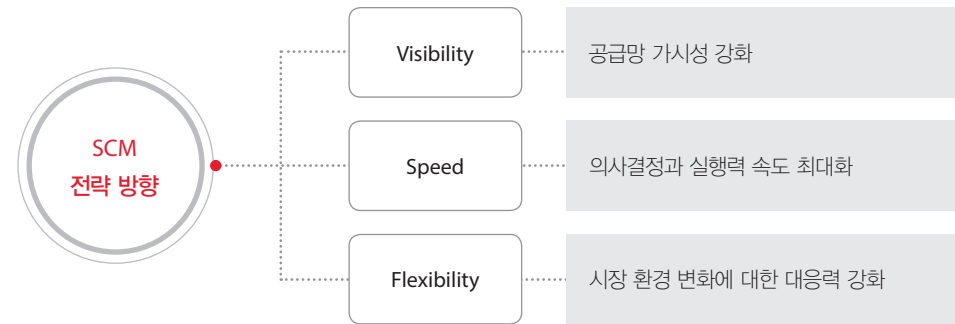 SCM
전략 방향
Visibility
공급망 가시성 강화
Speed
의사결정과 실행력 속도 최대화
Flexibility
시장 환경 변화에 대한 대응력 강화